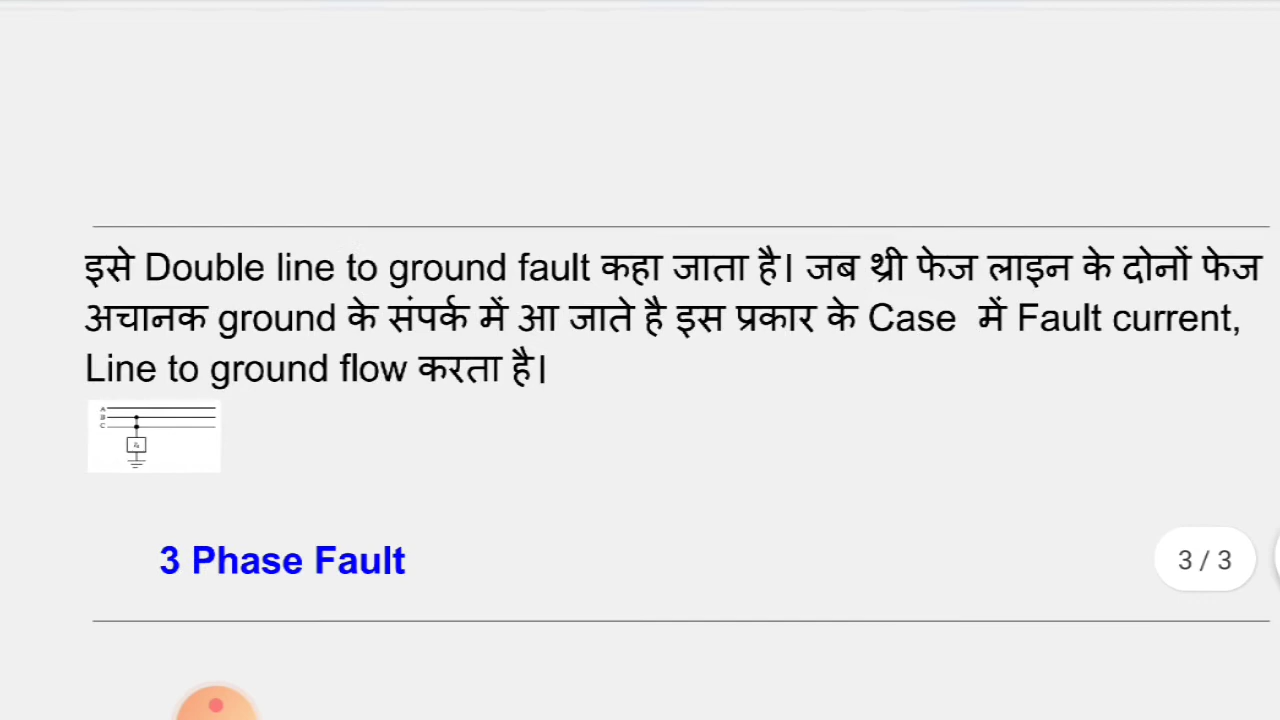 इसे Double line to ground fault कहा जाता है। जब थ्री फेज लाइन के दोनों फेज
अचानक ground के संपर्क में आ जाते है इस प्रकार के Case में Fault current,
Line to ground flow करता है।
A
B
C
3 Phase Fault
3 / 3